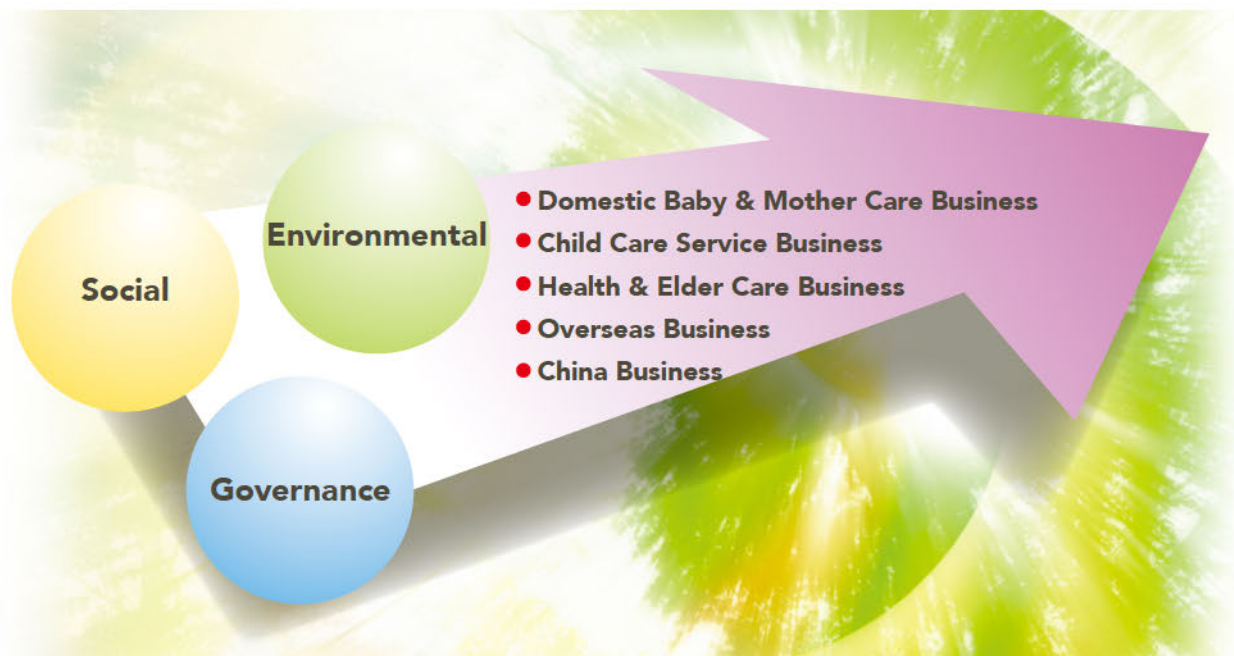 Social
Environmental
Governance
● Domestic Baby & Mother Care Business
● Child Care Service Business
● Health & Elder Care Business
● Overseas Business
● China Business